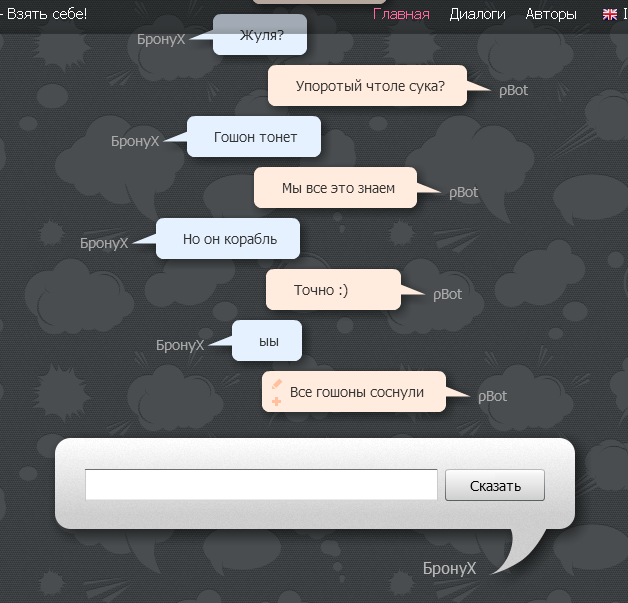 - Взять себе!
Главная Диалоги Авторы
БронуХ Жуля?
Упоротый чтоле сука? ρBot
БронуХ Гошон тонет
Мы все это знаем ρBot
БронуХ Но он корабль
Точно :) ρBot
БронуХ ыы
Все гошоны соснули ρBot
Сказать
БронуХ